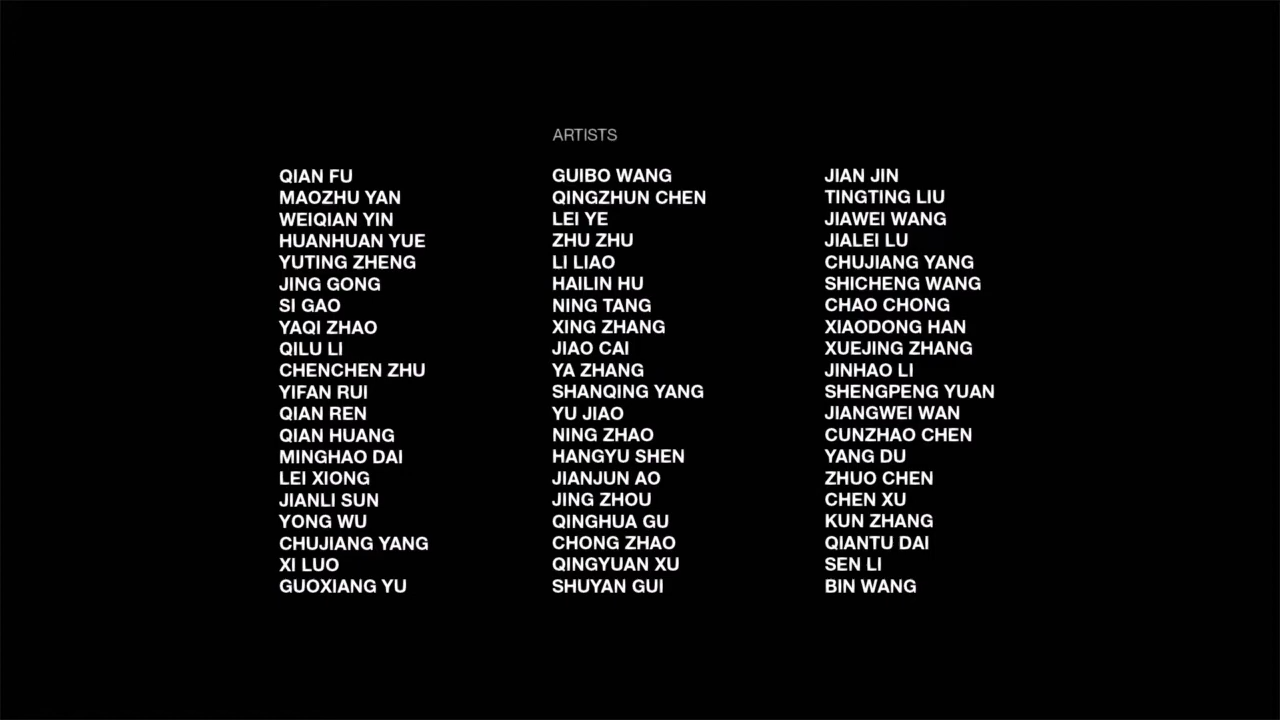 ARTISTS
QIAN FU
MAOZHU YAN
WEIQIAN YIN
HUANHUAN YUE
YUTING ZHENG
JING GONG
SI GAO
YAQI ZHAO
QILU LI
CHENCHEN ZHU
YIFAN RUI
QIAN REN
QIAN HUANG
MINGHAO DAI
LEI XIONG
JIANLI SUN
YONG WU
CHUJIANG YANG
XI LUO
GUOXIANG YU
GUIBO WANG
QINGZHUN CHEN
LEI YE
ZHU ZHU
LI LIAO
HAILIN HU
NING TANG
XING ZHANG
JIAO CAI
YA ZHANG
SHANQING YANG
YU JIAO
NING ZHAO
HANGYU SHEN
JIANJUN AO
JING ZHOU
QINGHUA GU
CHONG ZHAO
QINGYUAN XU
SHUYAN GUI
JIAN JIN
TINGTING LIU
JIAWEI WANG
JIALEI LU
CHUJIANG YANG
SHICHENG WANG
CHAO CHONG
XIAODONG HAN
XUEJING ZHANG
JINHAO LI
SHENGPENG YUAN
JIANGWEI WAN
CUNZHAO CHEN
YANG DU
ZHUO CHEN
CHEN XU
KUN ZHANG
QIANTU DAI
SEN LI
BIN WANG